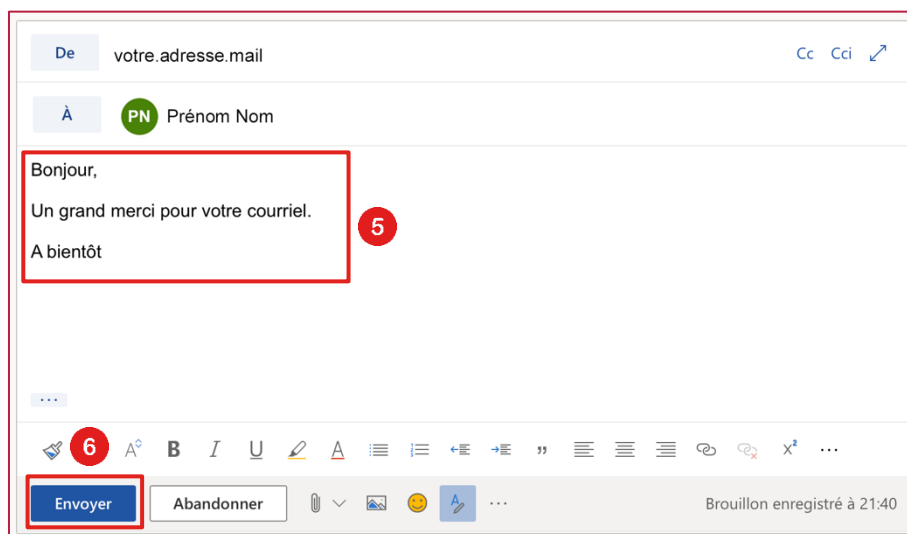 De votre.adresse.mail Cc Cci
À PN Prénom Nom
Bonjour,
Un grand merci pour votre courriel.
5
A bientôt
...
6 A B I U A " X² ...
Envoyer Abandonner A ... Brouillon enregistré à 21:40